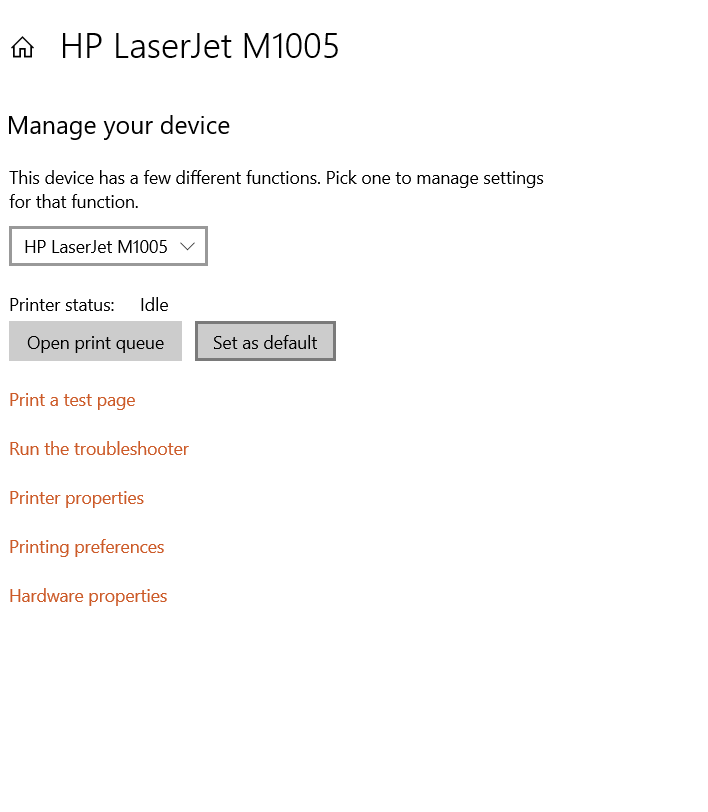 HP LaserJet M1005
Manage your device
This device has a few different functions. Pick one to manage settings
for that function.
HP LaserJet M1005
Printer status: Idle
Open print queue Set as default
Print a test page
Run the troubleshooter
Printer properties
Printing preferences
Hardware properties